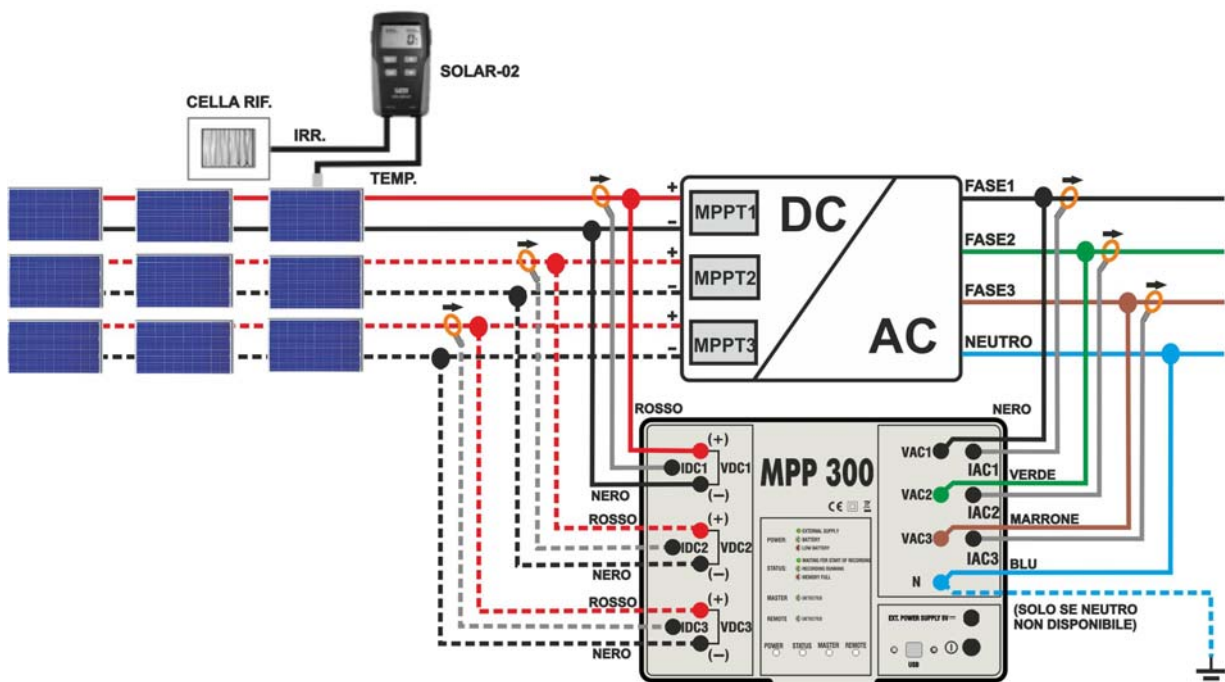 SOLAR-02
CELLA RIF.
IRR.
TEMP.
+
-
MPPT1
+
-
MPPT2
+
-
MPPT3
DC
AC
FASE1
FASE2
FASE3
NEUTRO
ROSSO
NERO
(+)
IDC1
VDC1
(-)
NERO
ROSSO
(+)
IDC2
VDC2
(-)
NERO
ROSSO
(+)
IDC3
VDC3
(-)
NERO
MPP 300
CE
POWER
EXTERNAL SUPPLY
BATTERY
LOW BATTERY
STATUS
WAITING FOR START OF RECORDING
RECORDING RUNNING
MEMORY FULL
MASTER
DETECTED
REMOTE
DETECTED
POWER STATUS MASTER REMOTE
VAC1
IAC1
VERDE
VAC2
IAC2
MARRONE
VAC3
IAC3
BLU
N
(SOLO SE NEUTRO
NON DISPONIBILE)
EXT. POWER SUPPLY 5V
USB